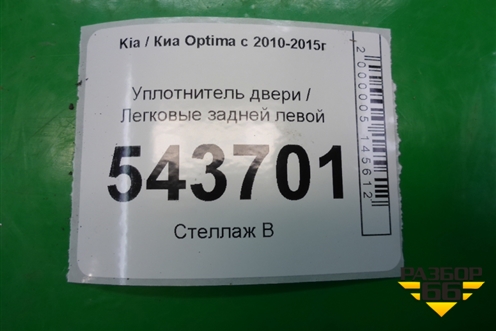 Kia / Киа Optima с 2010-2015г
Уплотнитель двери /
Легковые задней левой
543701
Стеллаж В
2000005145612
РАЗБОР
66